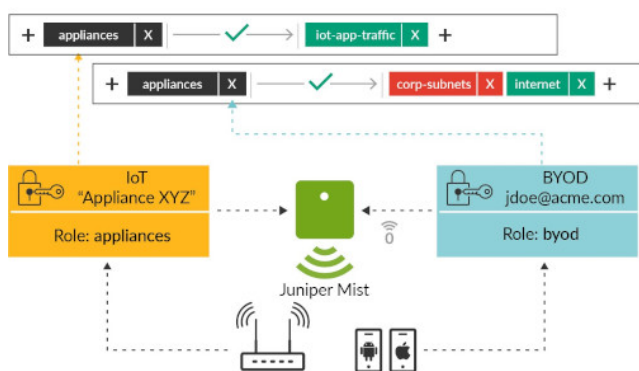 + appliances X iot-app-traffic X +
+ appliances X corp-subnets X internet X +
IoT
"Appliance XYZ"
Role: appliances
BYOD
jdoe@acme.com
Role: byod
0
Juniper Mist